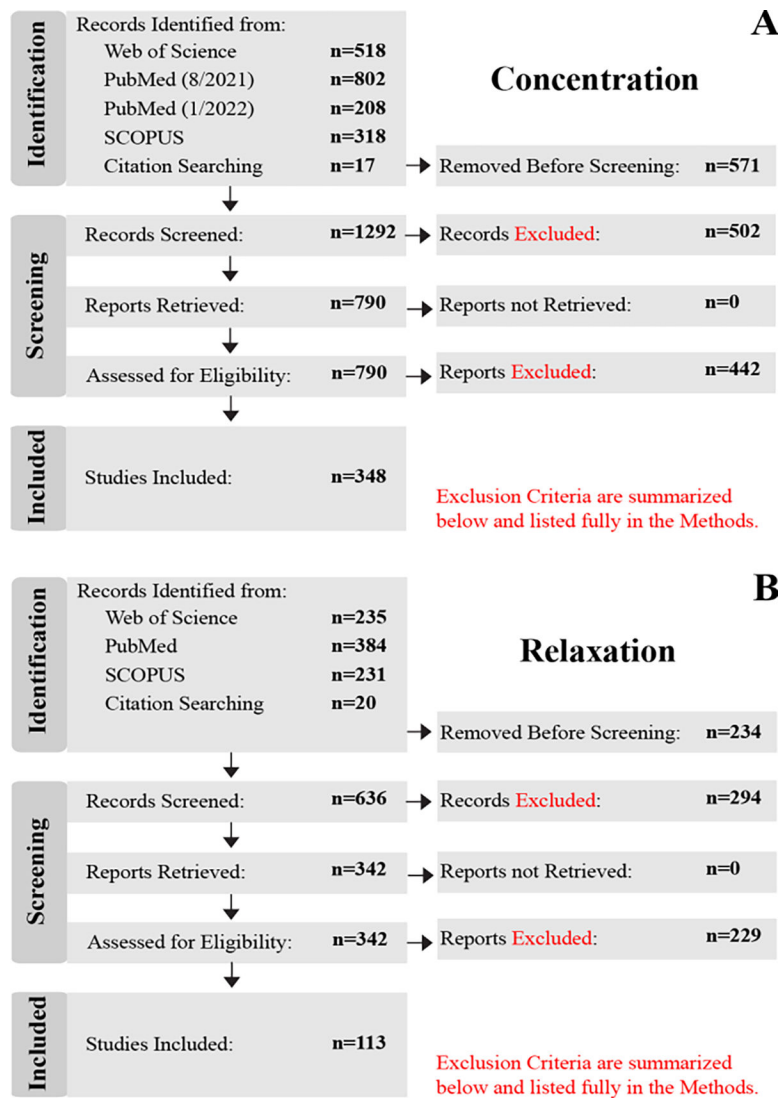 A
Concentration
Identification
Records Identified from:
Web of Science n=518
PubMed (8/2021) n=802
PubMed (1/2022) n=208
SCOPUS n=318
Citation Searching n=17
Removed Before Screening: n=571
Screening
Records Screened: n=1292
Records Excluded: n=502
Reports Retrieved: n=790
Reports not Retrieved: n=0
Assessed for Eligibility: n=790
Reports Excluded: n=442
Included
Studies Included: n=348
Exclusion Criteria are summarized
below and listed fully in the Methods.
B
Relaxation
Identification
Records Identified from:
Web of Science n=235
PubMed n=384
SCOPUS n=231
Citation Searching n=20
Removed Before Screening: n=234
Screening
Records Screened: n=636
Records Excluded: n=294
Reports Retrieved: n=342
Reports not Retrieved: n=0
Assessed for Eligibility: n=342
Reports Excluded: n=229
Included
Studies Included: n=113
Exclusion Criteria are summarized
below and listed fully in the Methods.